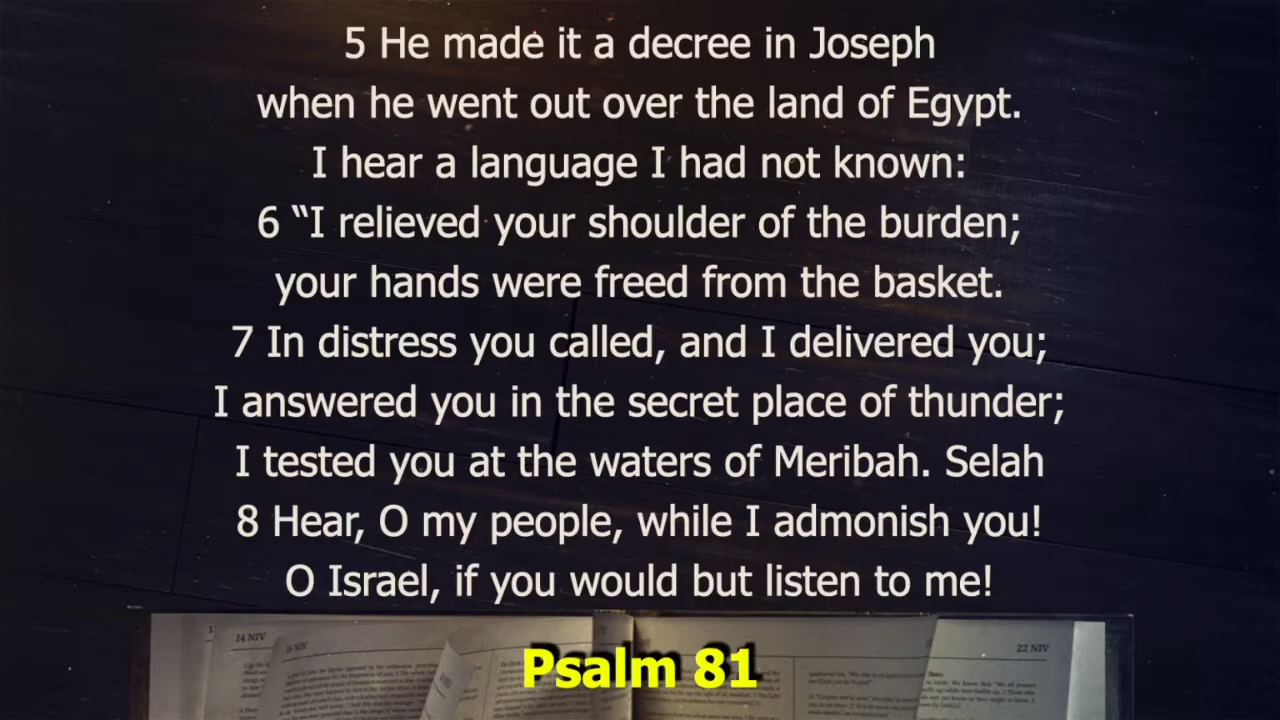 5 He made it a decree in Joseph
when he went out over the land of Egypt.
I hear a language I had not known:
6 “I relieved your shoulder of the burden;
your hands were freed from the basket.
7 In distress you called, and I delivered you;
I answered you in the secret place of thunder;
I tested you at the waters of Meribah. Selah
8 Hear, O my people, while I admonish you!
O Israel, if you would but listen to me!
14 NIV
22 NIV
Psalm 81